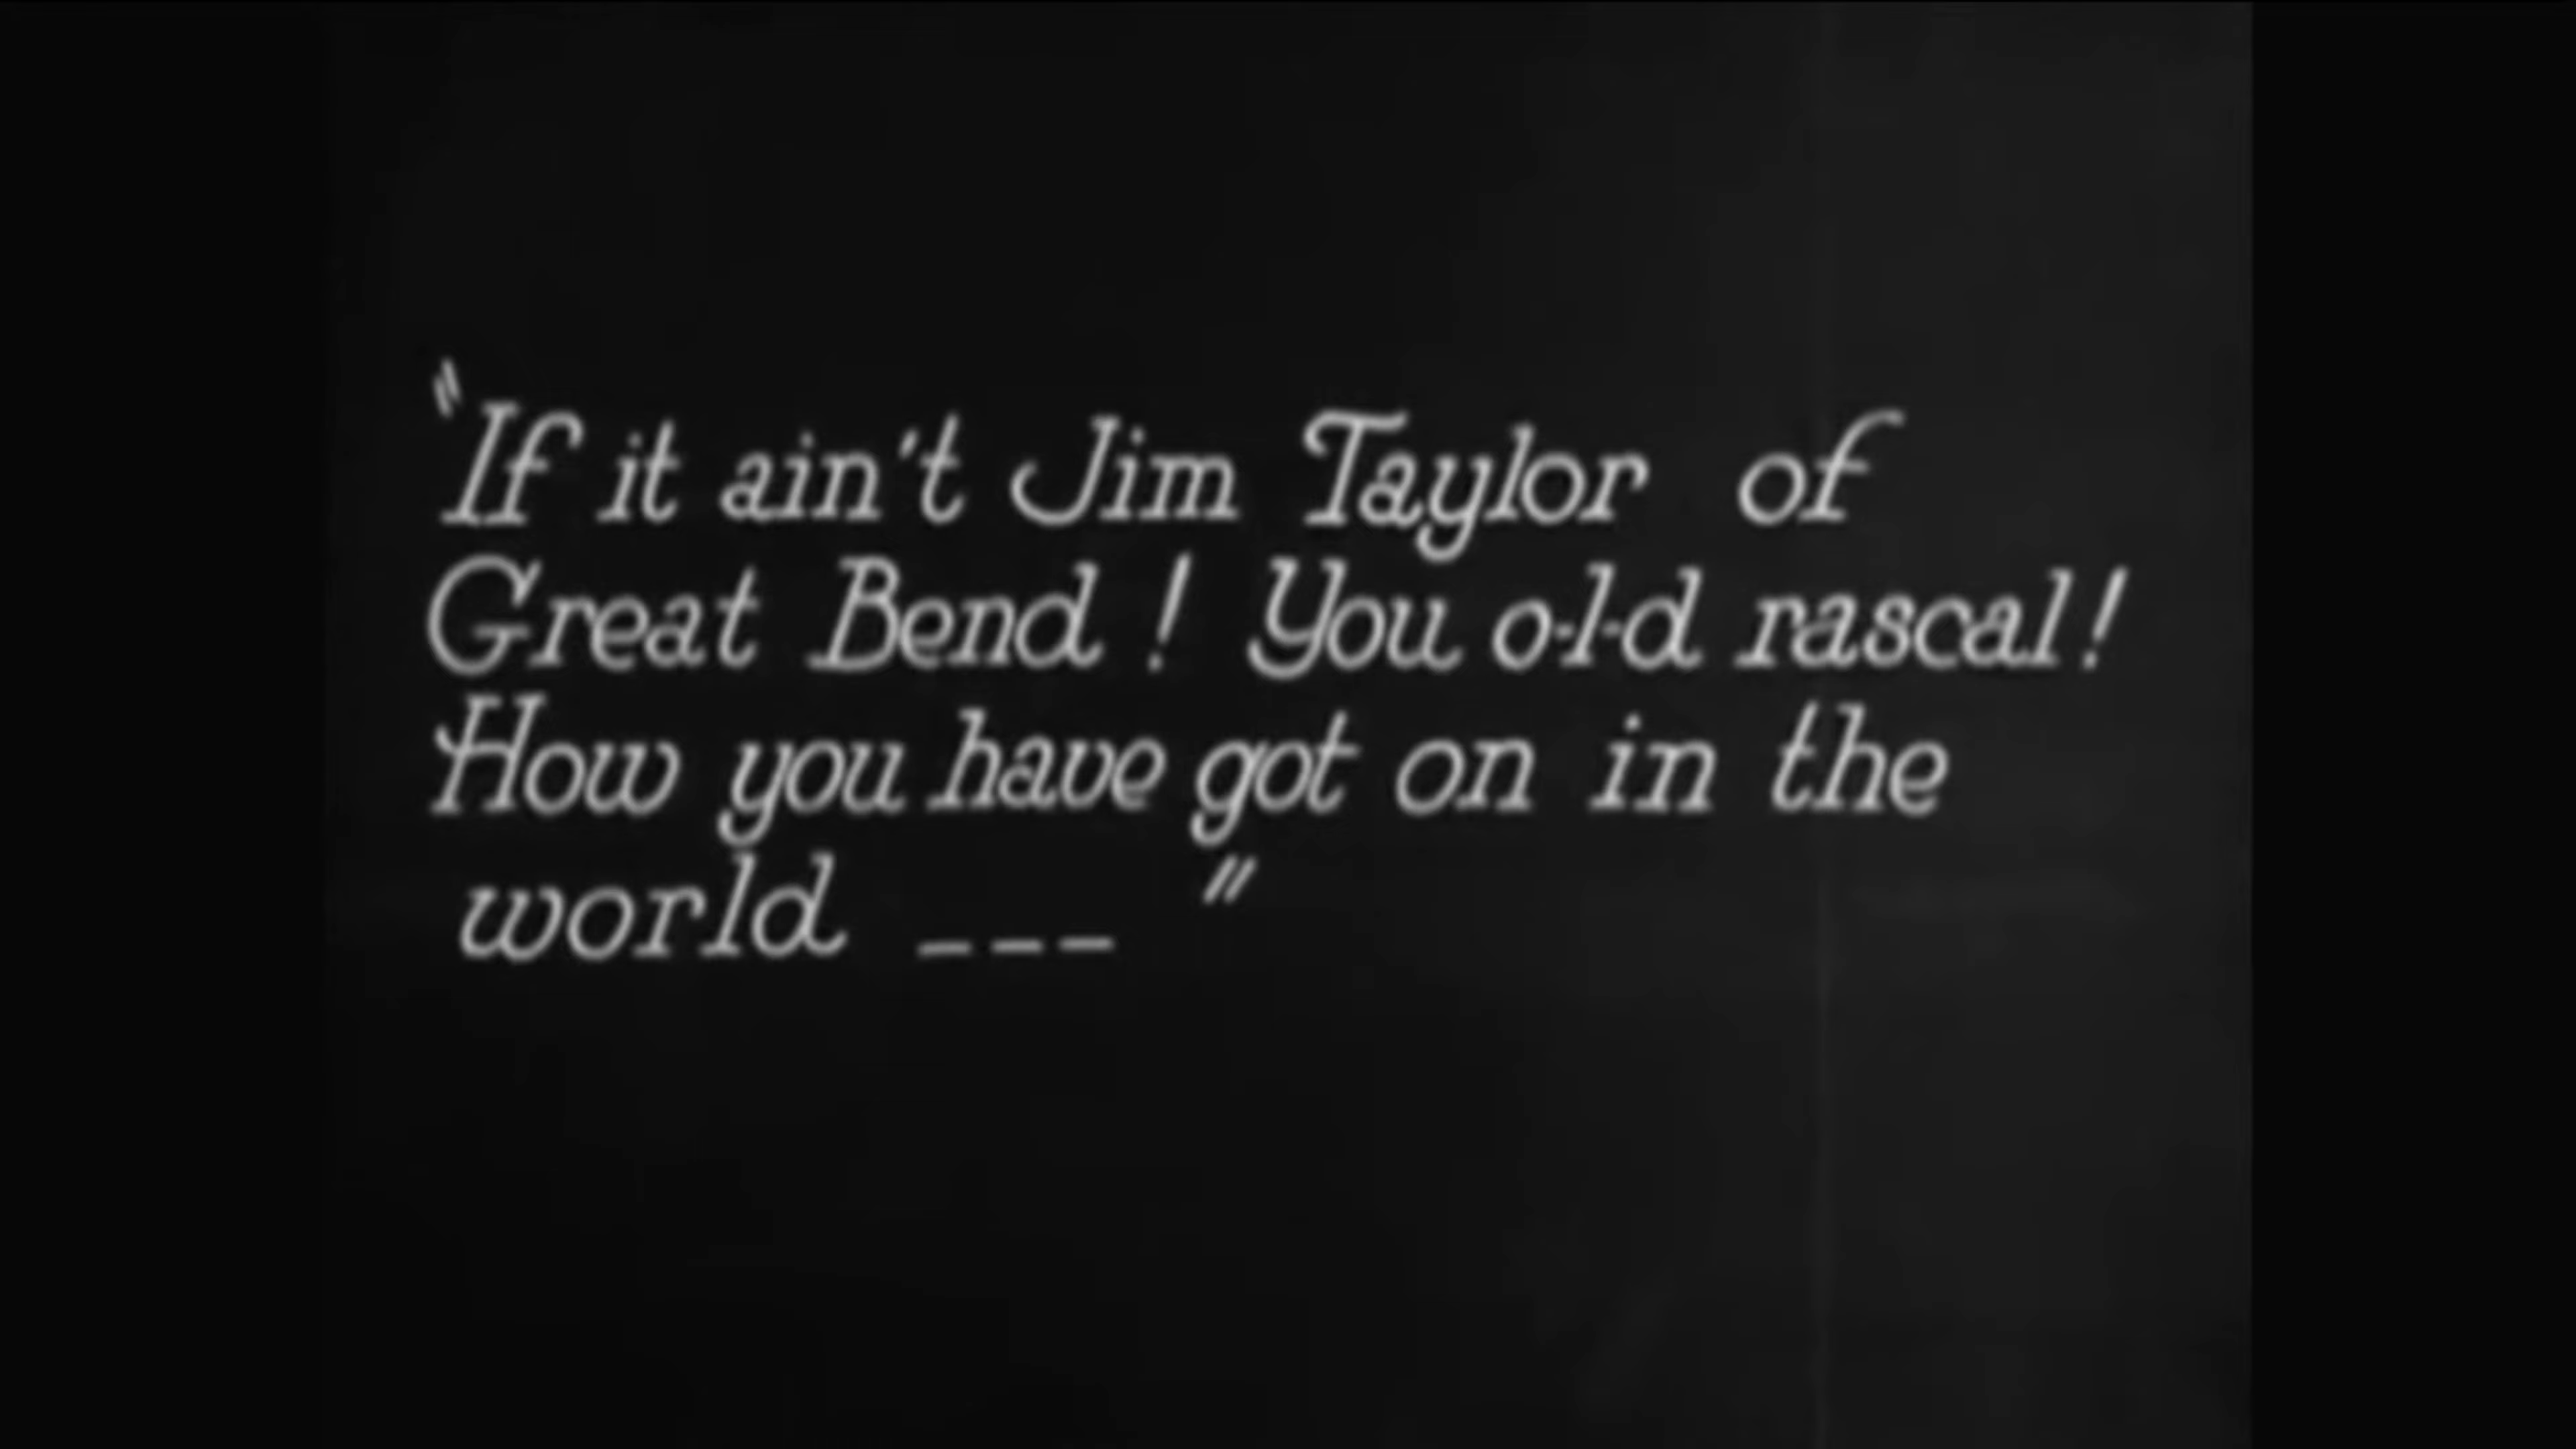 "If it ain't Jim Taylor of
Great Bend! You o-l-d rascal!
How you have got on in the
world ___ "